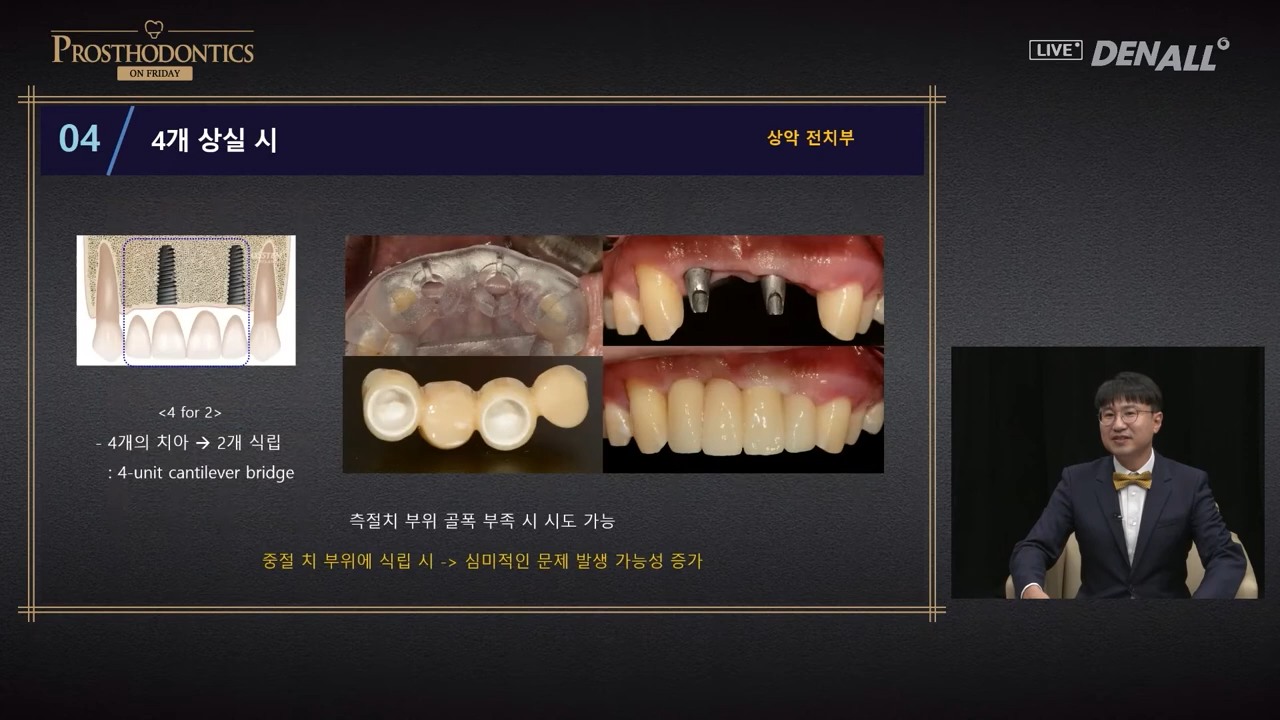 PROSTHODONTICS
ON FRIDAY
LIVE
DENALL
04
4개 상실 시
상악 전치부
<4 for 2>
- 4개의 치아 → 2개 식립
: 4-unit cantilever bridge
측절치 부위 골폭 부족 시 시도 가능
중절 치 부위에 식립 시 -> 심미적인 문제 발생 가능성 증가